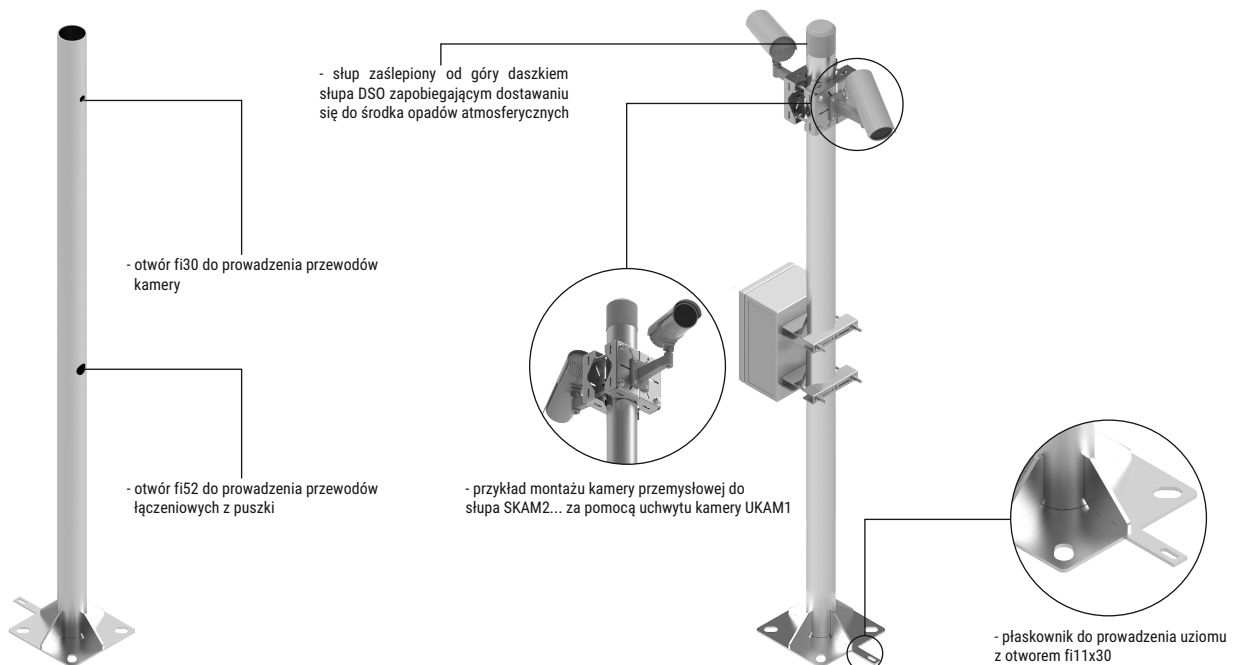 - słup zaślepiony od góry daszkiem
słupa DSO zapobiegającym dostawaniu
się do środka opadów atmosferycznych
- otwór fi30 do prowadzenia przewodów
kamery
- otwór fi52 do prowadzenia przewodów
łączeniowych z puszki
- przykład montażu kamery przemysłowej do
słupa SKAM2... za pomocą uchwytu kamery UKAM1
- płaskownik do prowadzenia uziomu
z otworem fi11x30